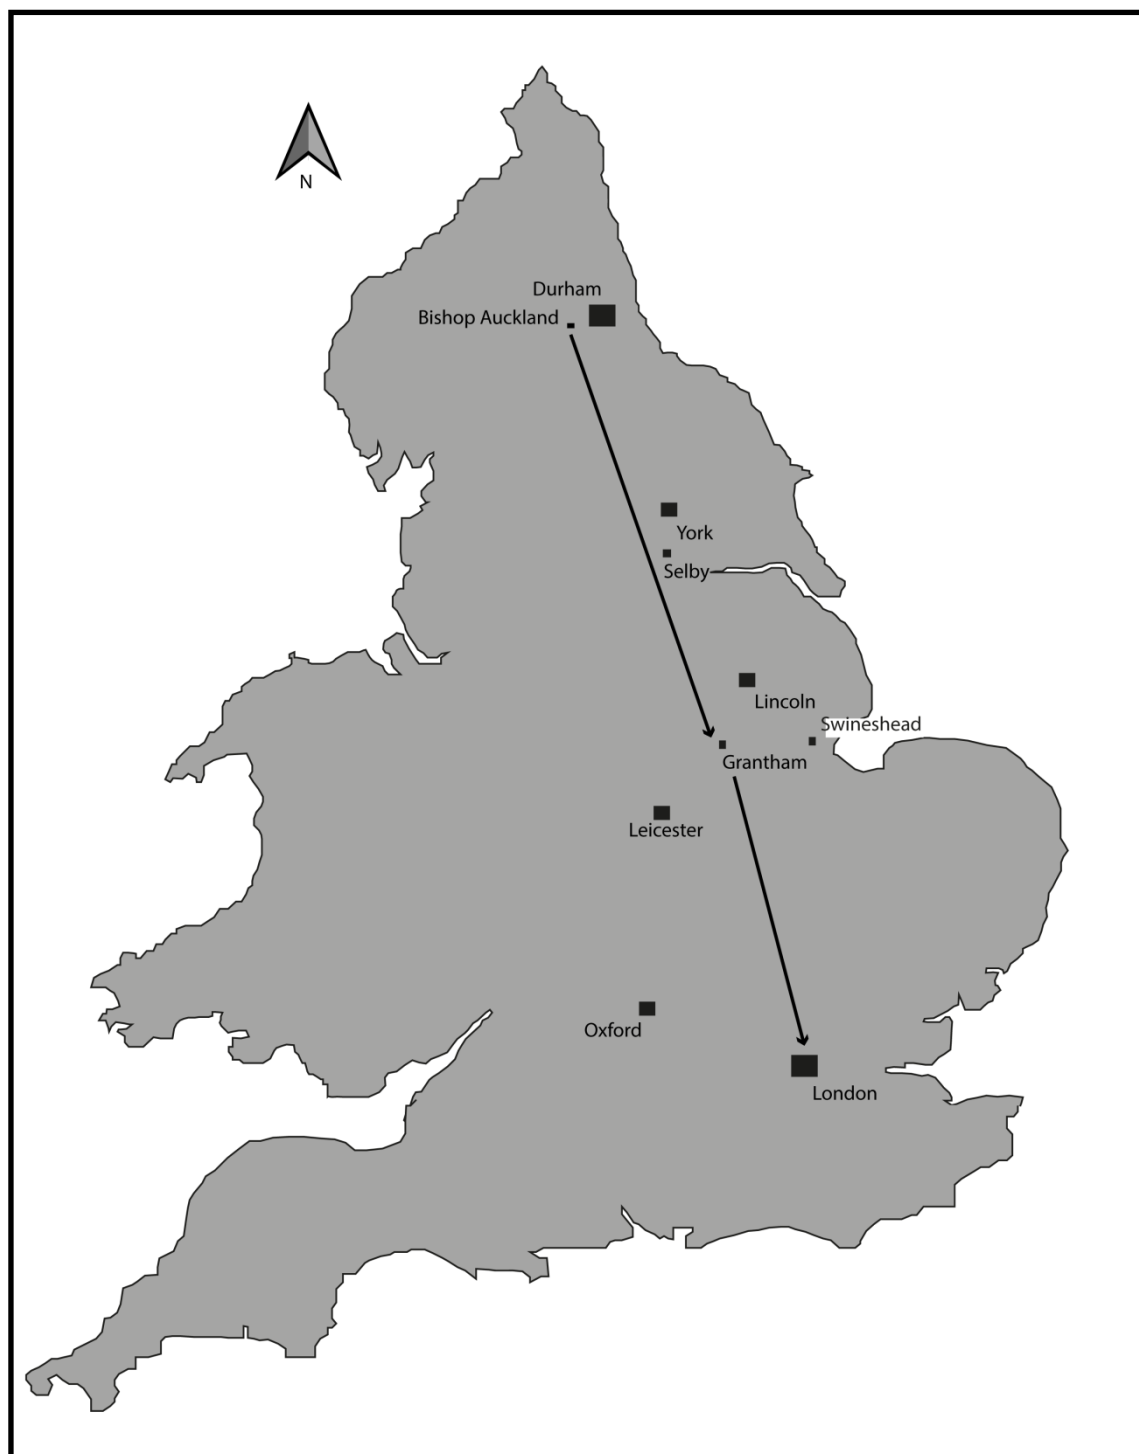 N
Durham
Bishop Auckland
York
Selby
Lincoln
Swineshead
Grantham
Leicester
Oxford
London